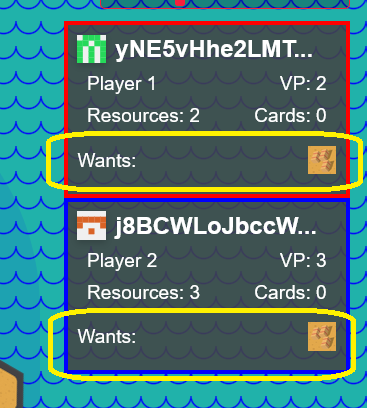 yNE5vHhe2LMT...
Player 1 VP: 2
Resources: 2 Cards: 0
Wants:
j8BCWLoJbccW...
Player 2 VP: 3
Resources: 3 Cards: 0
Wants: